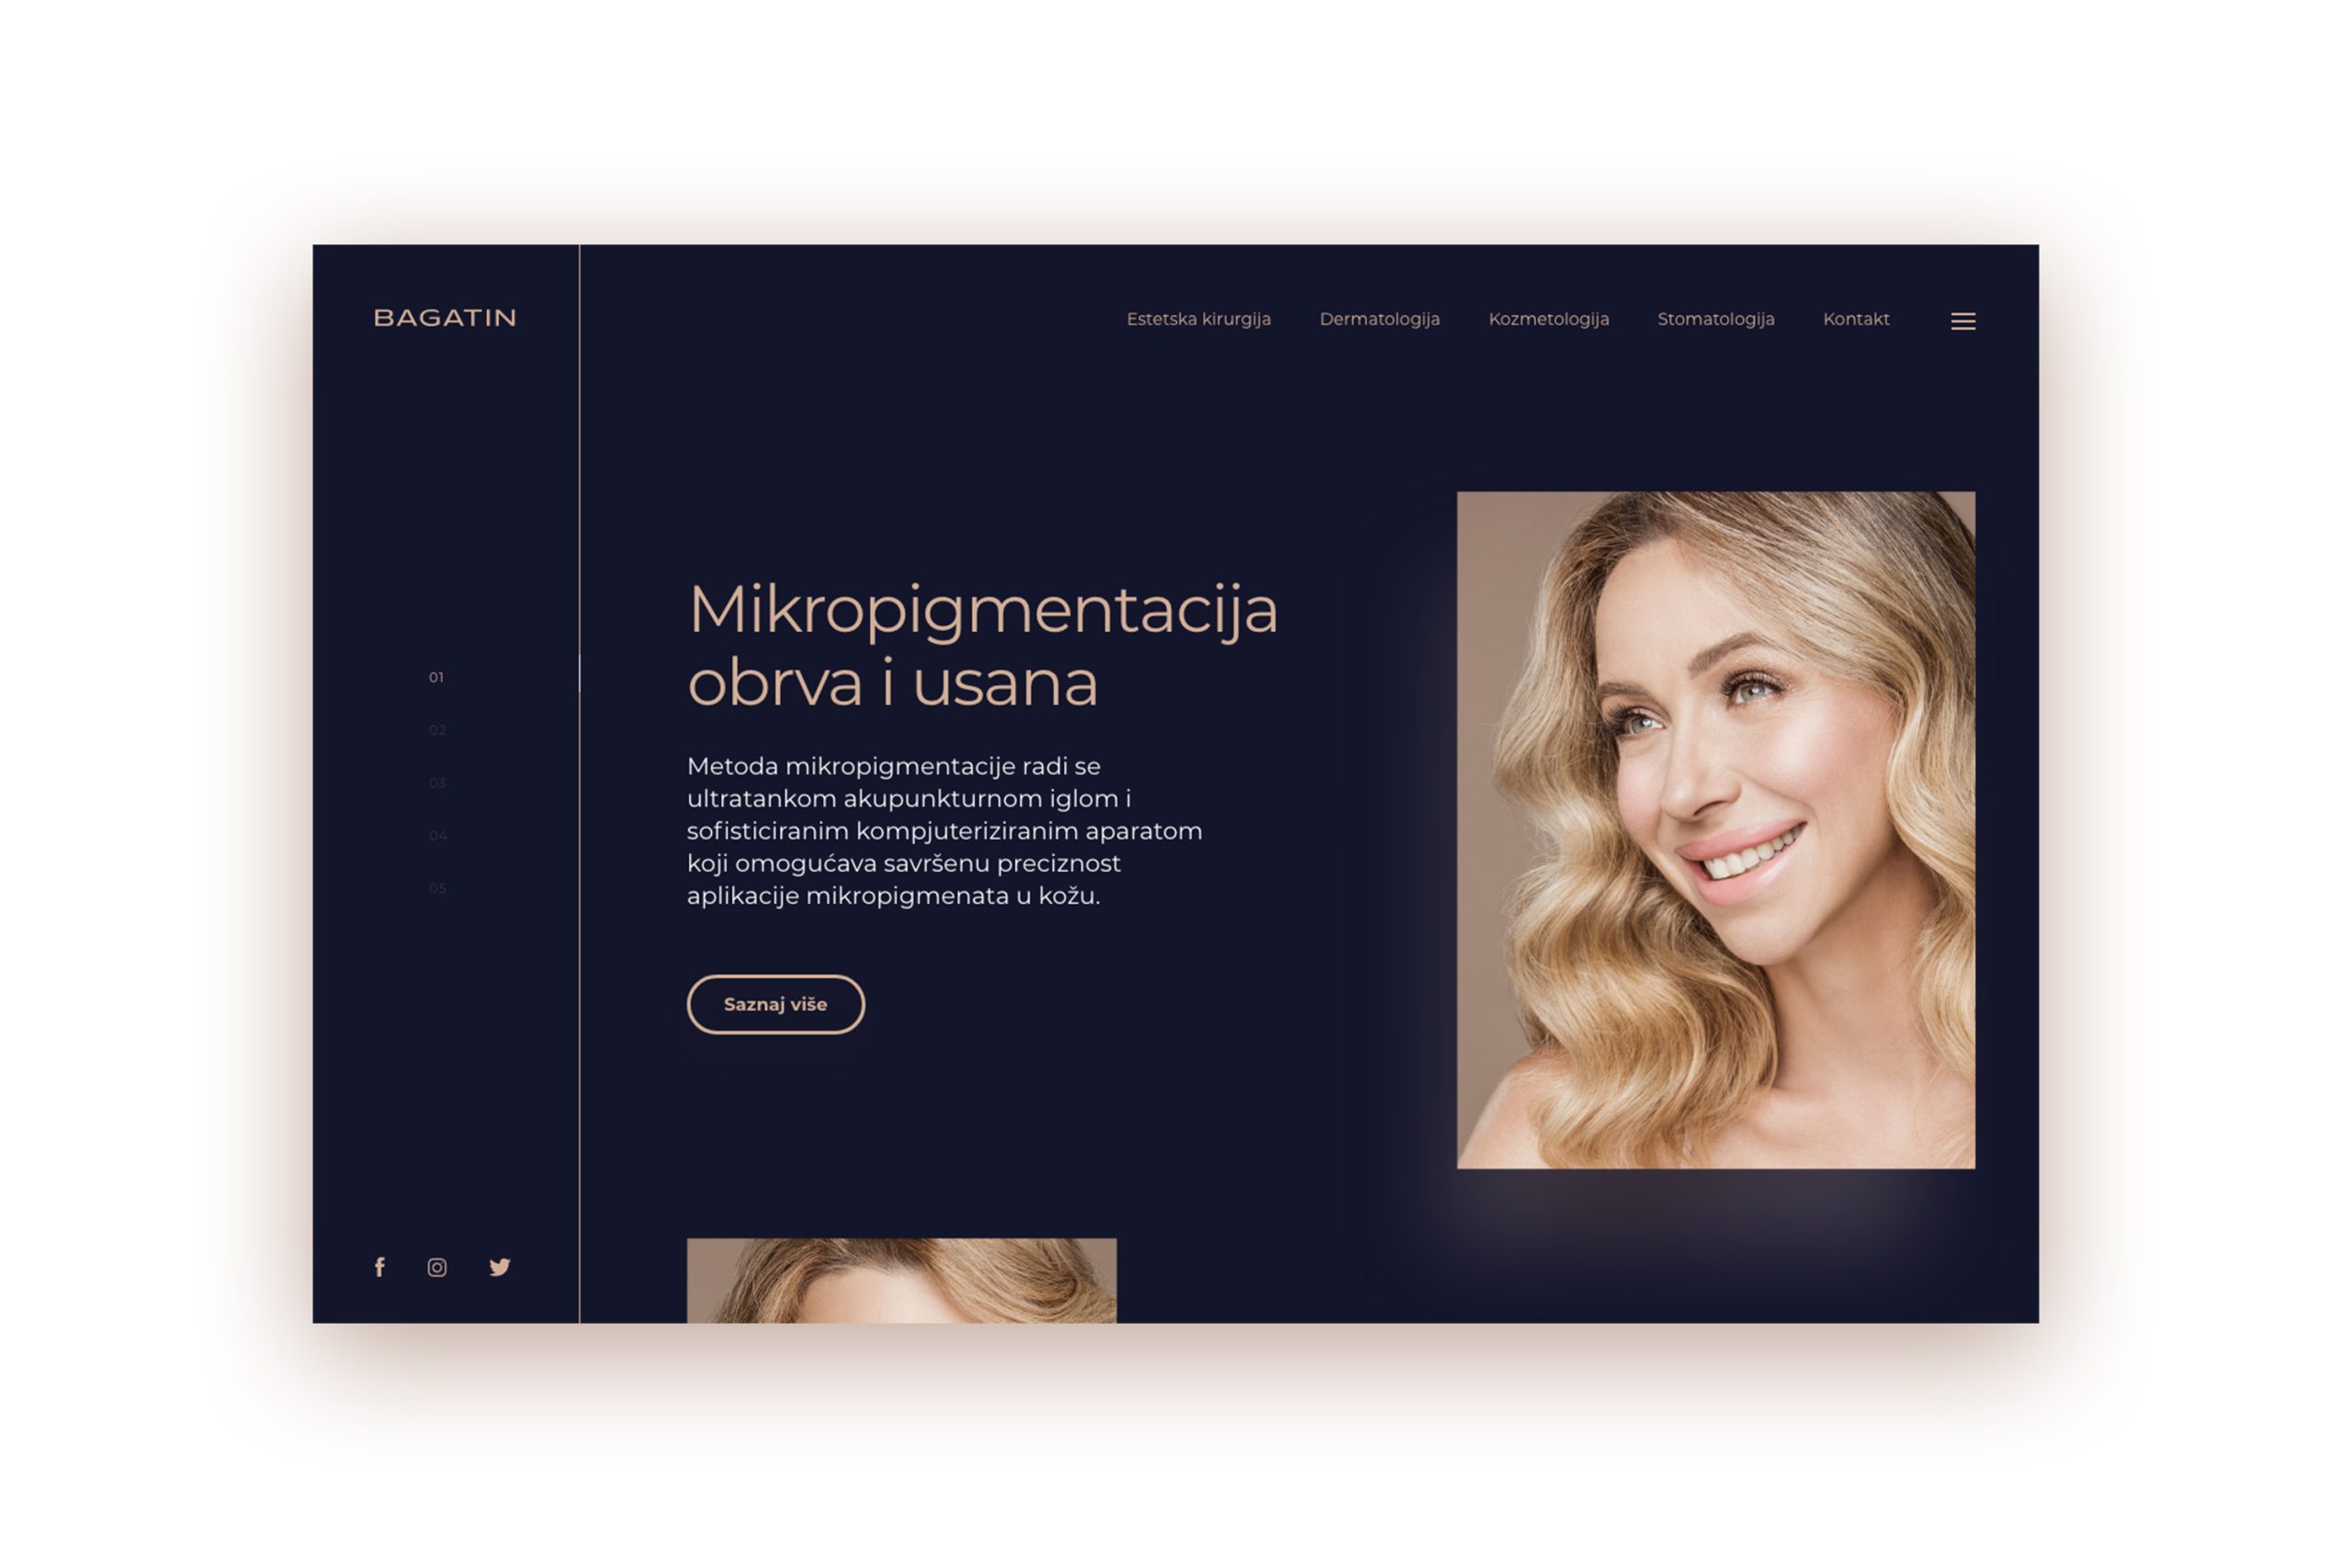 BAGATIN
Estetska kirurgija
Dermatologija
Kozmetologija
Stomatologija
Kontakt
Mikropigmentacija
obrva i usana
Metoda mikropigmentacije radi se
ultratankom akupunkturnom iglom i
sofisticiranim kompjuteriziranim aparatom
koji omogućava savršenu preciznost
aplikacije mikropigmenata u kožu.
Saznaj više
01
02
03
04
05